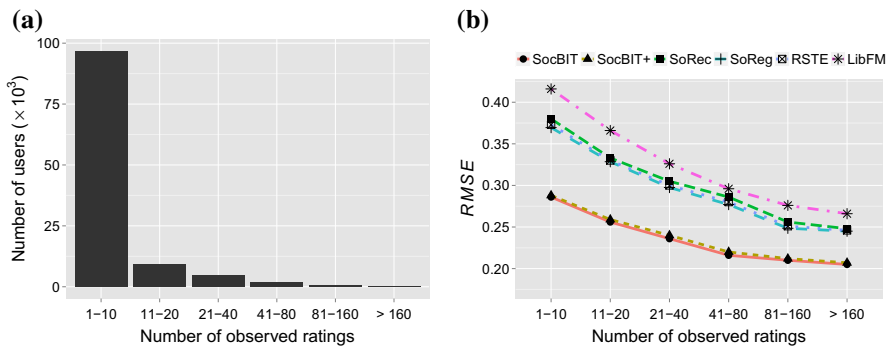 (a)
100
75
50
25
0
Number of users (×10³)
1−10 11−20 21−40 41−80 81−160 > 160
Number of observed ratings
(b)
SocBIT SocBIT+ SoRec SoReg RSTE LibFM
0.40
0.35
0.30
0.25
0.20
RMSE
1−10 11−20 21−40 41−80 81−160 > 160
Number of observed ratings